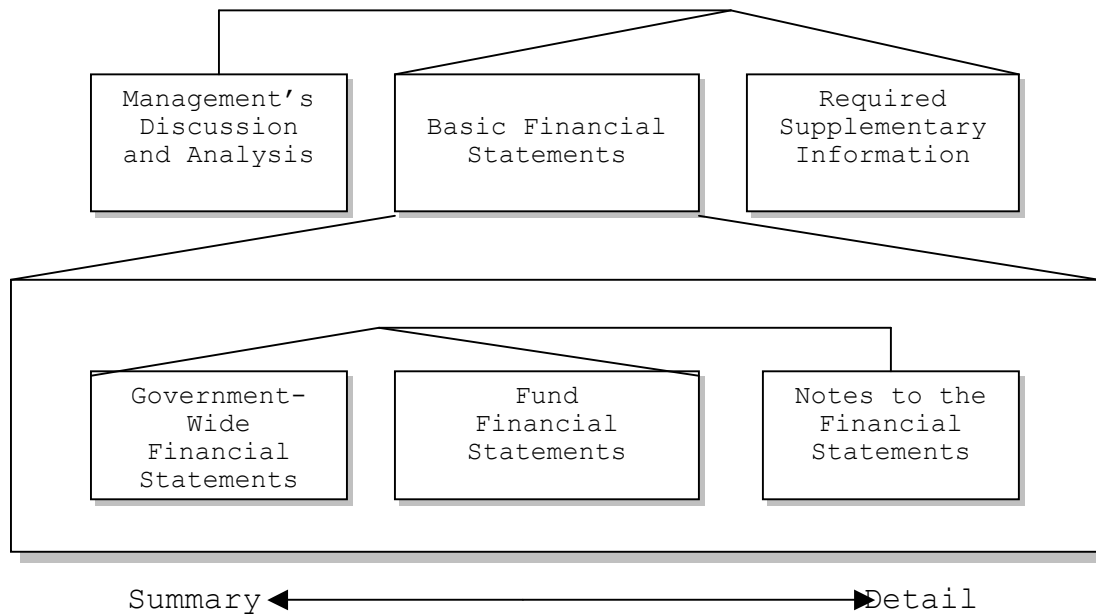 Management’s
Discussion
and Analysis
Basic Financial
Statements
Required
Supplementary
Information
Government-
Wide
Financial
Statements
Fund
Financial
Statements
Notes to the
Financial
Statements
Summary
Detail